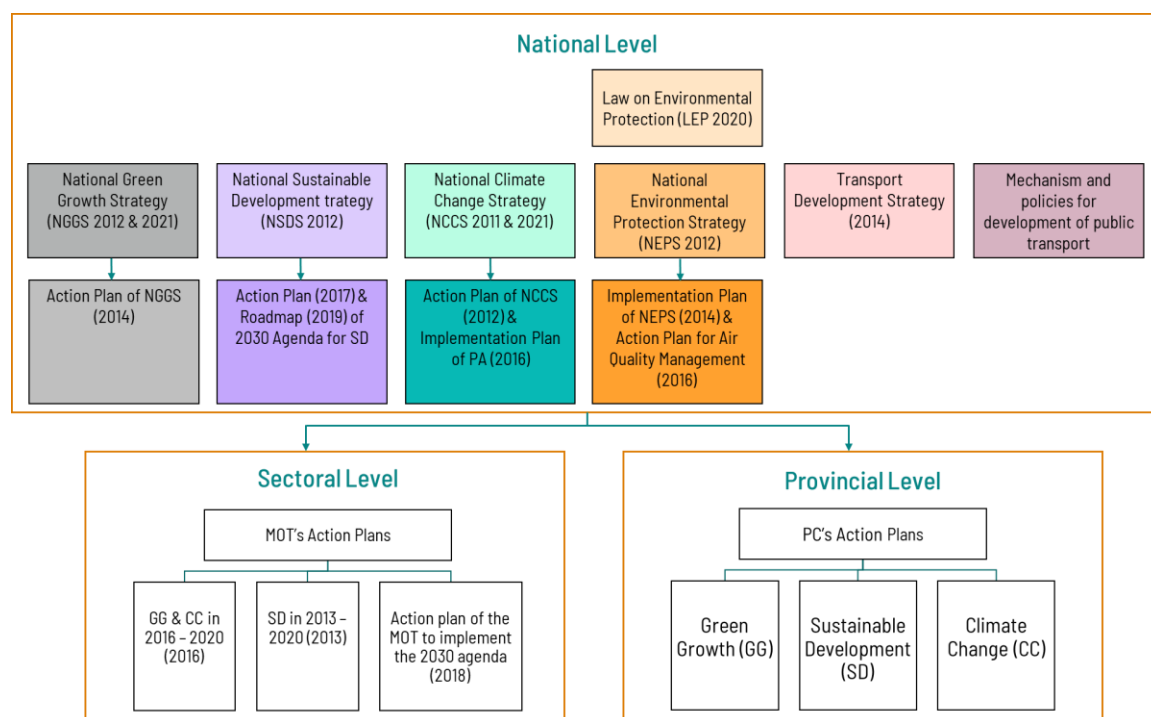 National Level
Law on Environmental
Protection (LEP 2020)
National Green
Growth Strategy
(NGGS 2012 & 2021)
National Sustainable
Development trategy
(NSDS 2012)
National Climate
Change Strategy
(NCCS 2011 & 2021)
National
Environmental
Protection Strategy
(NEPS 2012)
Transport
Development Strategy
(2014)
Mechanism and
policies for
development of public
transport
Action Plan of NGGS
(2014)
Action Plan (2017) &
Roadmap (2019) of
2030 Agenda for SD
Action Plan of NCCS
(2012) &
Implementation Plan
of PA (2016)
Implementation Plan
of NEPS (2014) &
Action Plan for Air
Quality Management
(2016)
Sectoral Level
MOT's Action Plans
GG & CC in
2016 – 2020
(2016)
SD in 2013 –
2020 (2013)
Action plan of the
MOT to implement
the 2030 agenda
(2018)
Provincial Level
PC's Action Plans
Green
Growth (GG)
Sustainable
Development
(SD)
Climate
Change (CC)